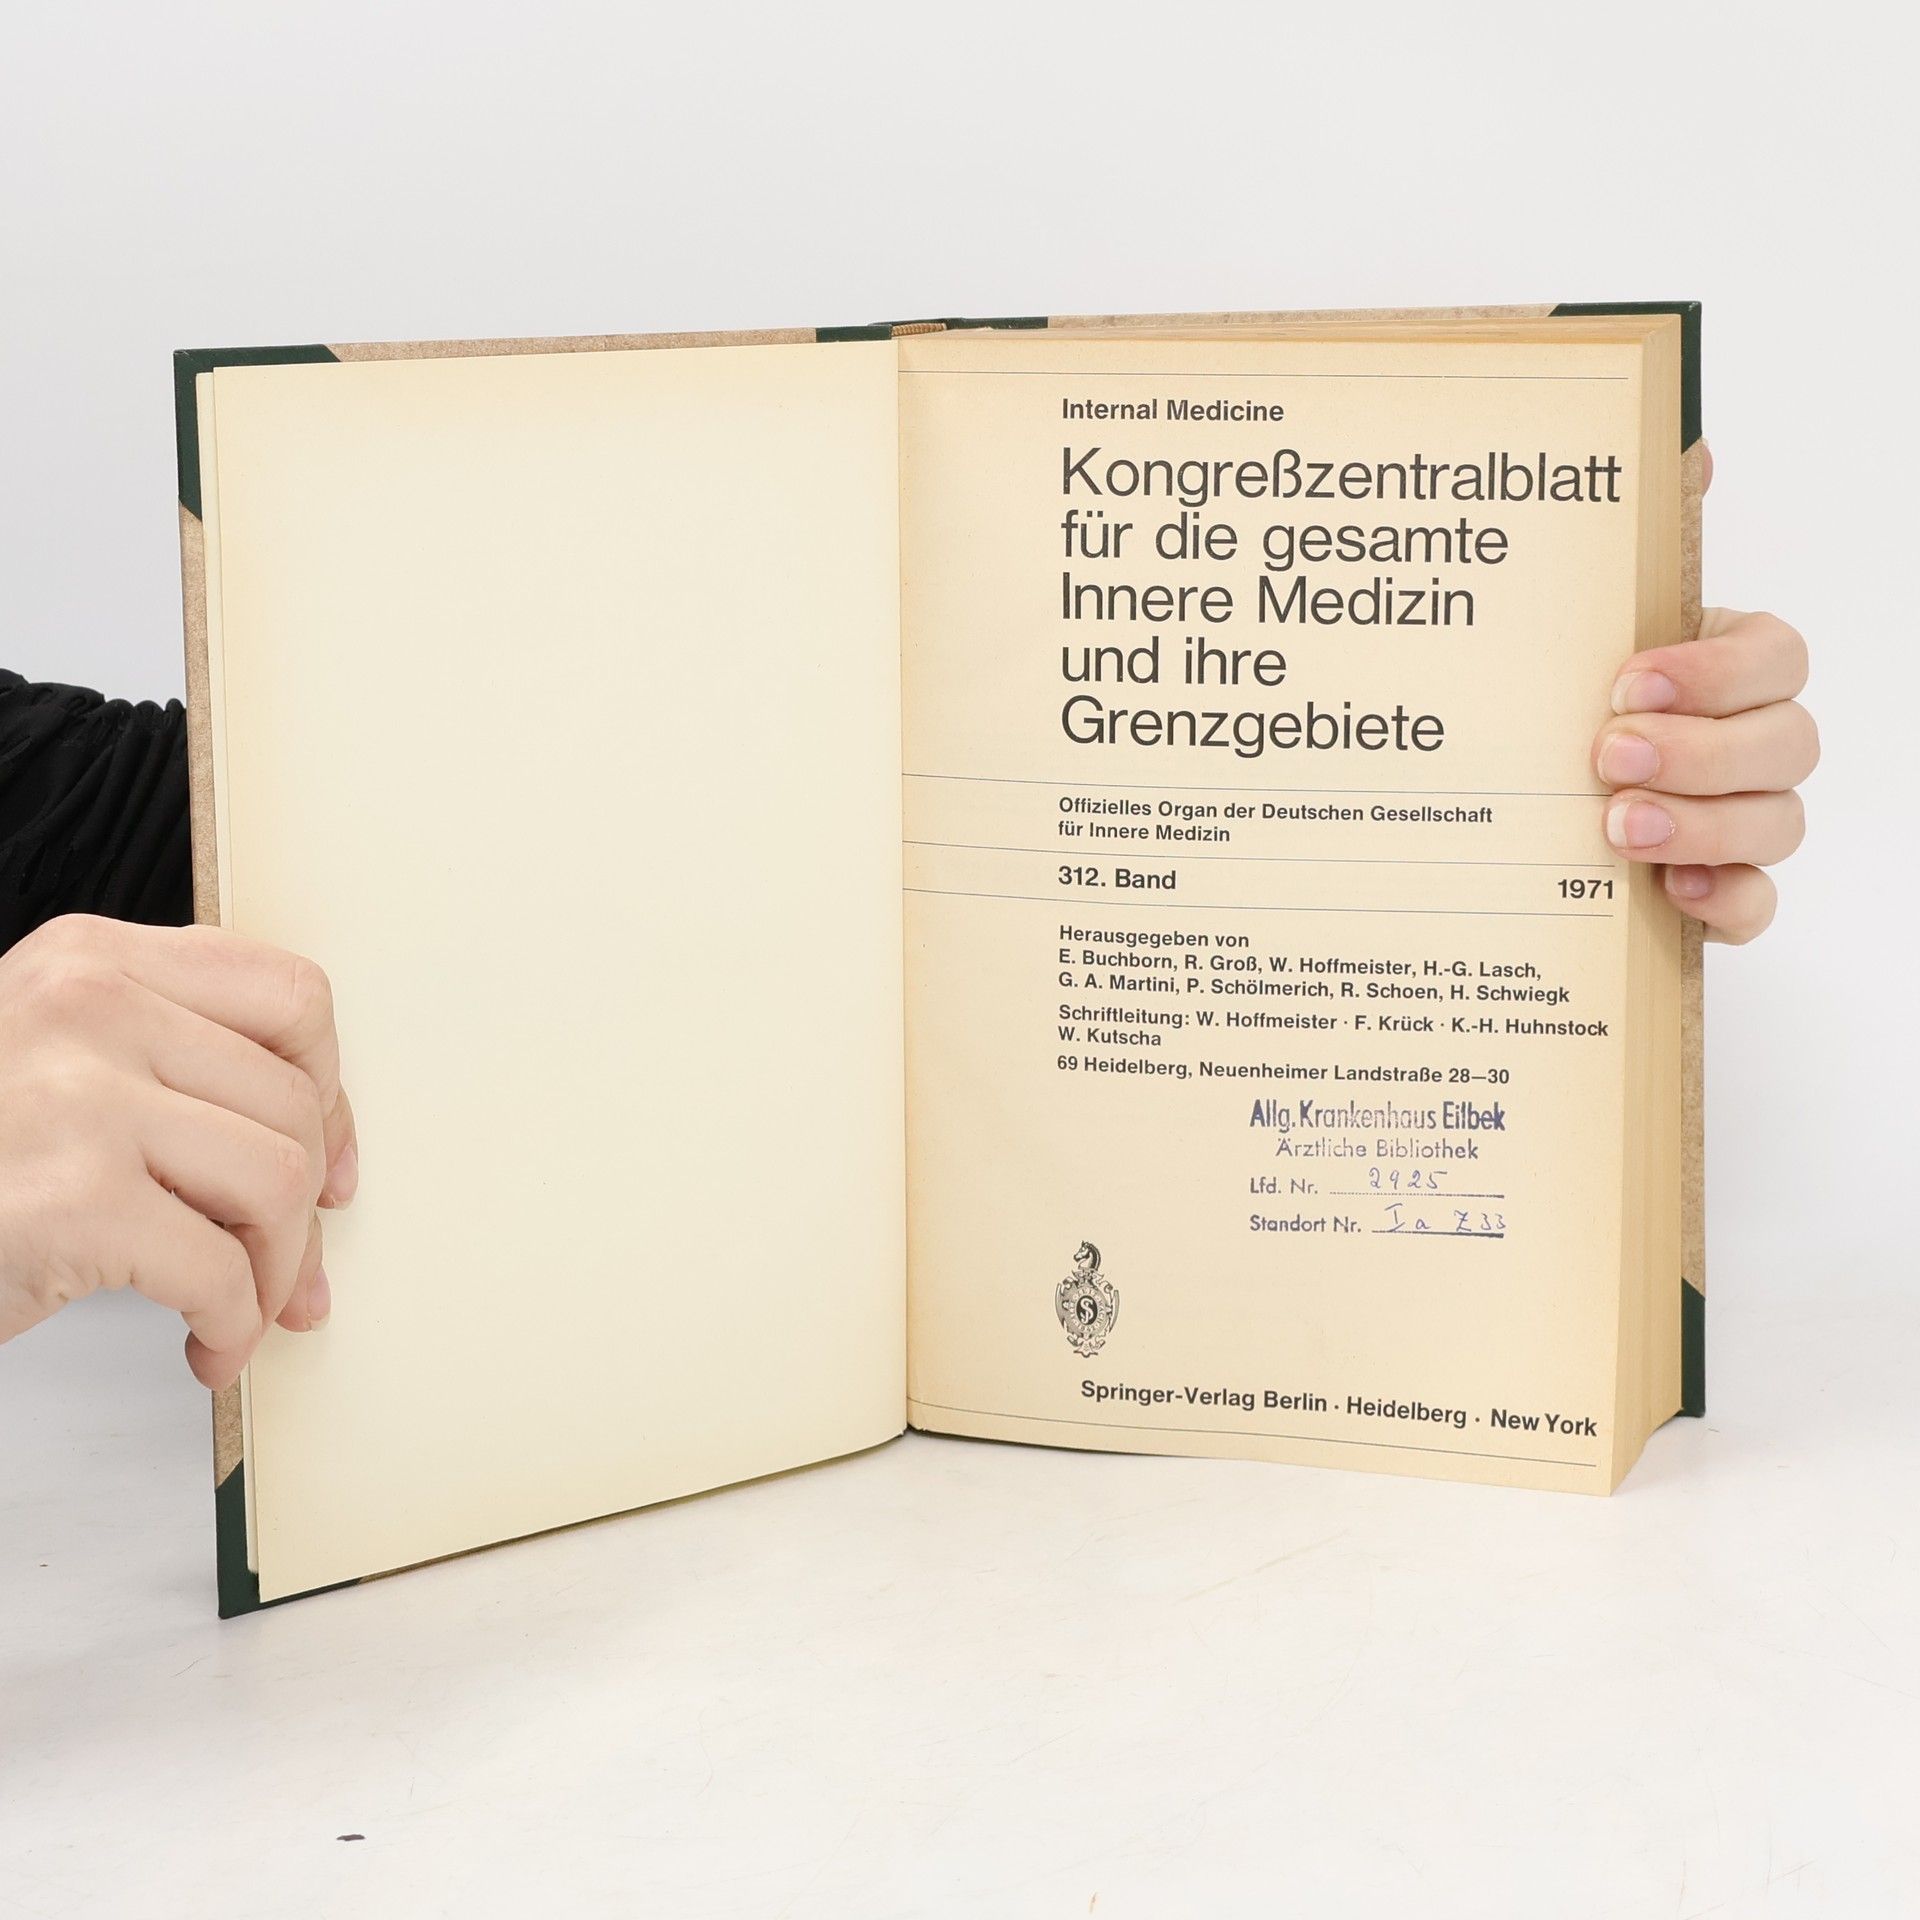 Internal Medicine
Kongreßzentralblatt
für die gesamte
Innere Medizin
und ihre
Grenzgebiete
Offizielles Organ der Deutschen Gesellschaft
für Innere Medizin
312. Band 1971
Herausgegeben von
E. Buchborn, R. Groß, W. Hoffmeister, H.-G. Lasch,
G. A. Martini, P. Schölmerich, R. Schoen, H. Schwiegk
Schriftleitung: W. Hoffmeister · F. Krück · K.-H. Huhnstock
W. Kutscha
69 Heidelberg, Neuenheimer Landstraße 28—30
Allg. Krankenhaus Eilbek
Ärztliche Bibliothek
Lfd. Nr. 2925
Standort Nr. I a Z 33
Springer-Verlag Berlin · Heidelberg · New York